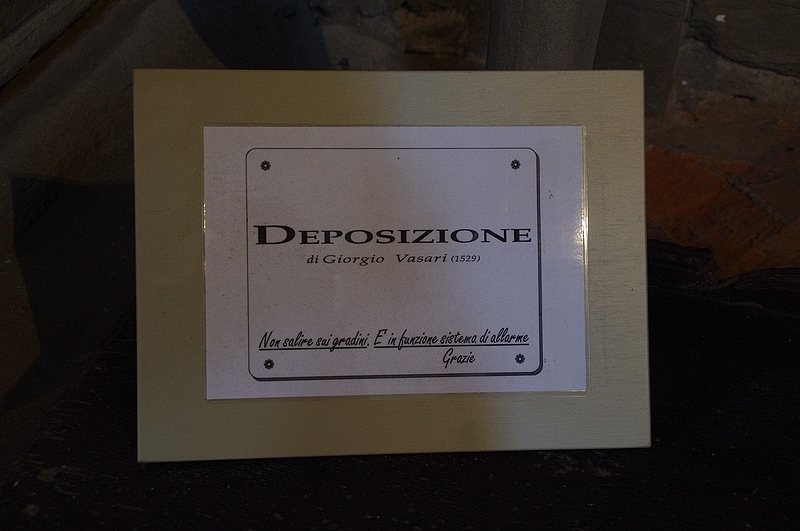 DEPOSIZIONE
di Giorgio Vasari (1529)
Non salire sui gradini. E' in funzione sistema di allarme
Grazie